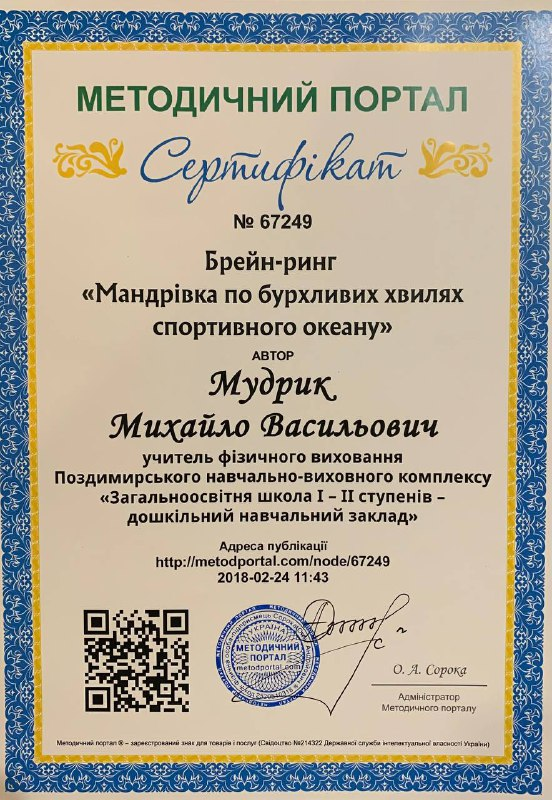 МЕТОДИЧНИЙ ПОРТАЛ
Сертифікат
№ 67249
Брейн-ринг
«Мандрівка по бурхливих хвилях
спортивного океану»
АВТОР
Мудрик
Михайло Васильович
учитель фізичного виховання
Поздимирського навчально-виховного комплексу
«Загальноосвітня школа І – ІІ ступенів –
дошкільний навчальний заклад»
Адреса публікації
http://metodportal.com/node/67249
2018-02-24 11:43
УКРАЇНА
МЕТОДИЧНИЙ
ПОРТАЛ
metodportal.com
О. А. Сорока
Адміністратор
Методичного порталу
Методичний портал ® – зареєстрований знак для товарів і послуг (Свідоцтво №214322 Державної служби інтелектуальної власності України)